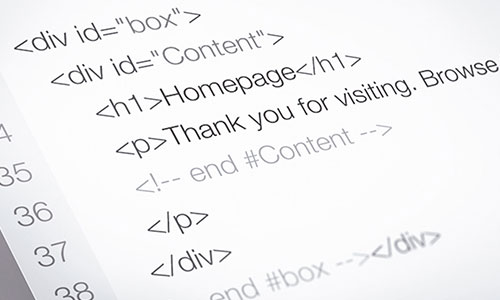 <div id="box">
<div id="Content">
<h1>Homepage</h1>
<p>Thank you for visiting. Browse
<!-- end #Content -->
</p>
</div>
end #box --></div>
4
35
36
37
38